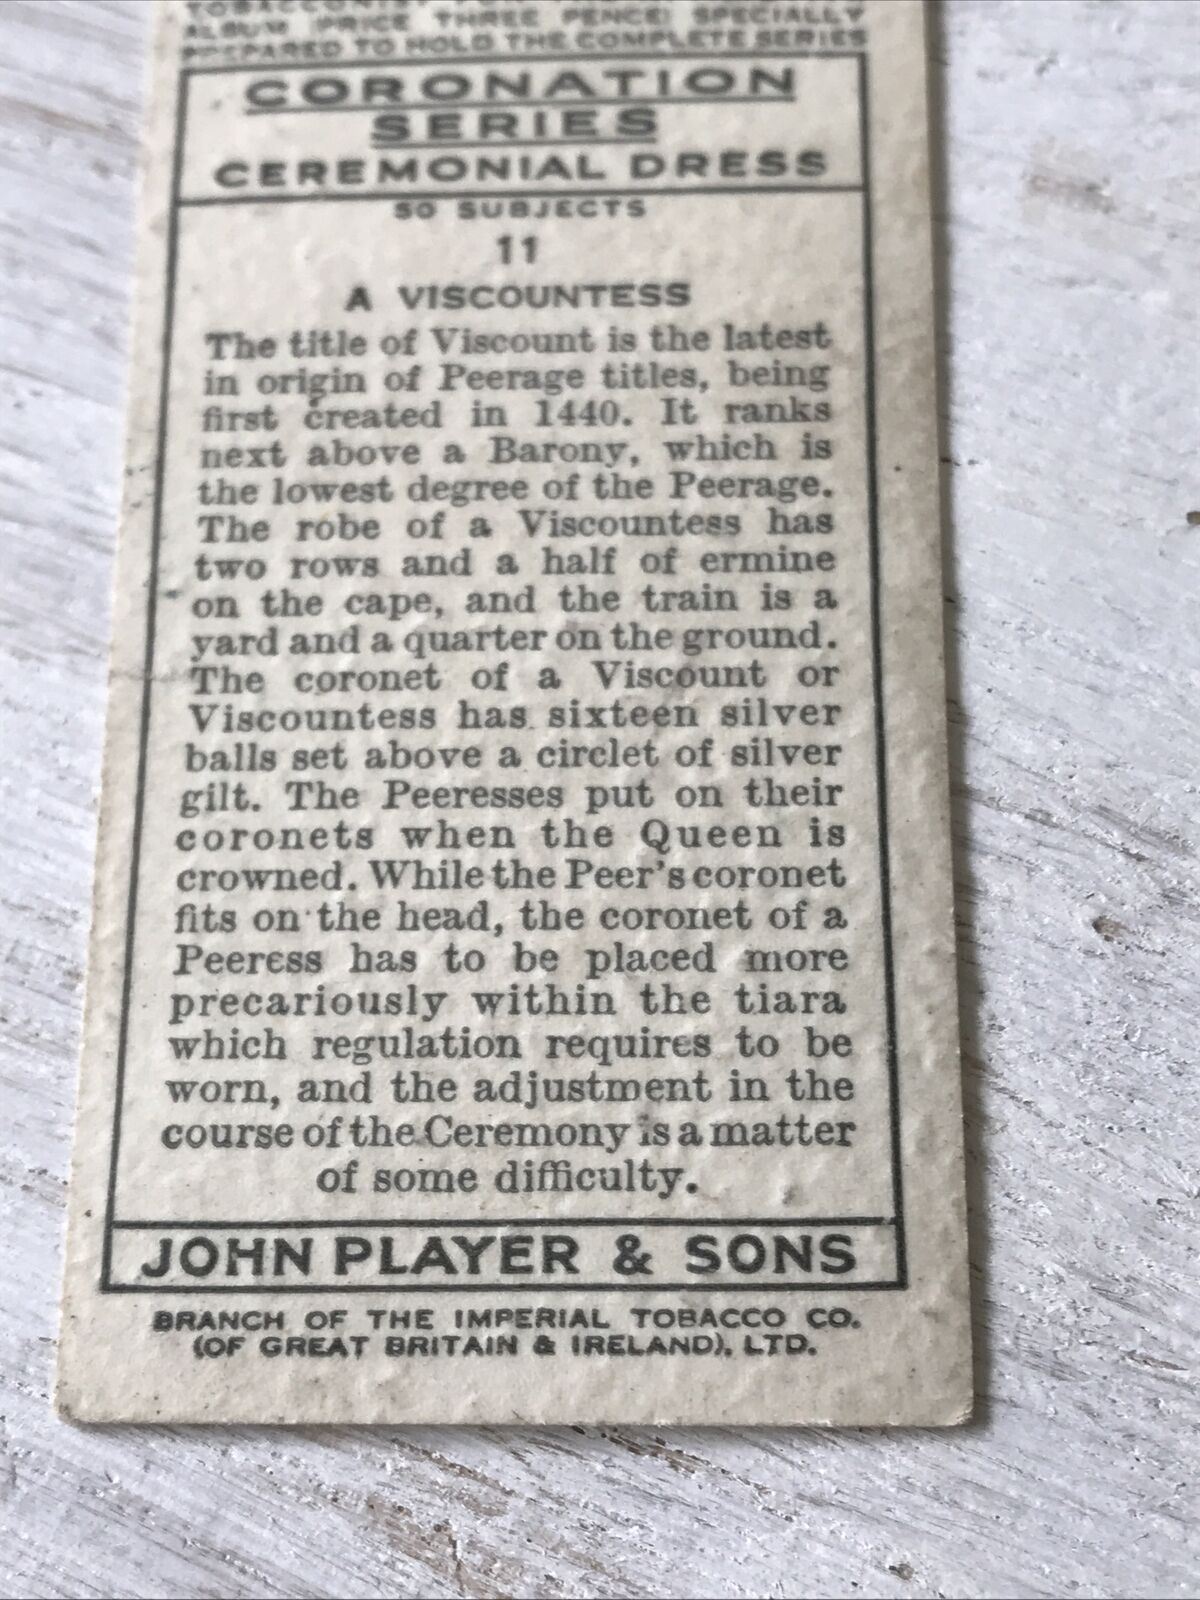 TOBACCONIST
ALBUM (PRICE THREE PENCE) SPECIALLY
PREPARED TO HOLD THE COMPLETE SERIES
CORONATION
SERIES
CEREMONIAL DRESS
50 SUBJECTS
11
A VISCOUNTESS
The title of Viscount is the latest
in origin of Peerage titles, being
first created in 1440. It ranks
next above a Barony, which is
the lowest degree of the Peerage.
The robe of a Viscountess has
two rows and a half of ermine
on the cape, and the train is a
yard and a quarter on the ground.
The coronet of a Viscount or
Viscountess has sixteen silver
balls set above a circlet of silver
gilt. The Peeresses put on their
coronets when the Queen is
crowned. While the Peer's coronet
fits on the head, the coronet of a
Peeress has to be placed more
precariously within the tiara
which regulation requires to be
worn, and the adjustment in the
course of the Ceremony is a matter
of some difficulty.
JOHN PLAYER & SONS
BRANCH OF THE IMPERIAL TOBACCO CO.
(OF GREAT BRITAIN & IRELAND), LTD.